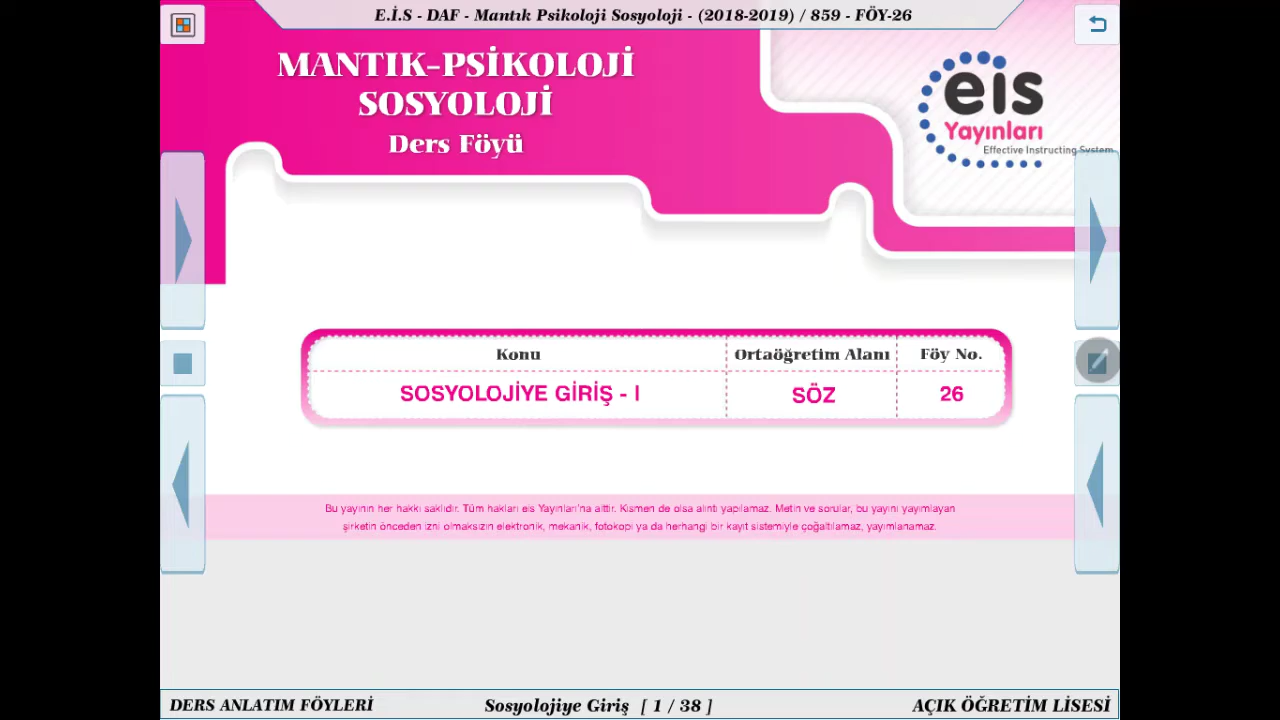 E.İ.S - DAF - Mantık Psikoloji Sosyoloji - (2018-2019) / 859 - FÖY-26
MANTIK-PSİKOLOJİ
SOSYOLOJİ
Ders Föyü
eis
Yayınları
Effective Instructing System
Konu
Ortaöğretim Alanı
Föy No.
SOSYOLOJİYE GİRİŞ - I
SÖZ
26
Bu yayının her hakkı saklıdır. Tüm hakları eis Yayınları'na aittir. Kısmen de olsa alıntı yapılamaz. Metin ve sorular, bu yayını yayımlayan
şirketin önceden izni olmaksızın elektronik, mekanik, fotokopi ya da herhangi bir kayıt sistemiyle çoğaltılamaz, yayımlanamaz.
DERS ANLATIM FÖYLERİ
Sosyolojiye Giriş [ 1 / 38 ]
AÇIK ÖĞRETİM LİSESİ